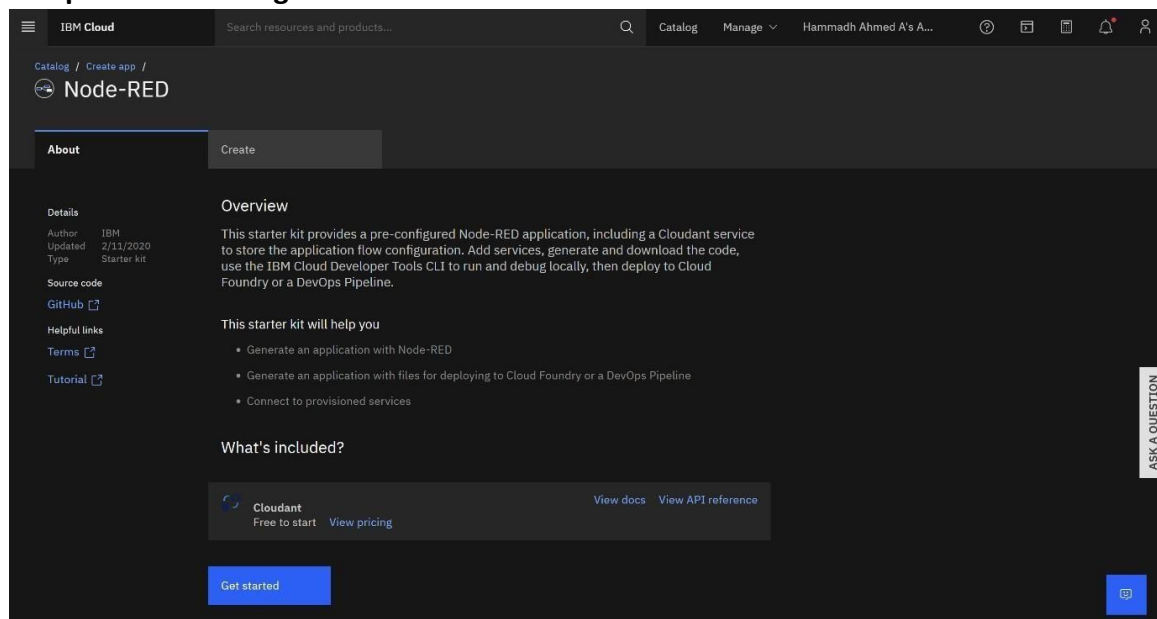 IBM Cloud
Search resources and products...
Catalog
Manage
Hammadh Ahmed A's A...
Catalog / Create app /
Node-RED
About
Create
Details
Author IBM
Updated 2/11/2020
Type Starter kit
Source code
GitHub
Helpful links
Terms
Tutorial
Overview
This starter kit provides a pre-configured Node-RED application, including a Cloudant service
to store the application flow configuration. Add services, generate and download the code,
use the IBM Cloud Developer Tools CLI to run and debug locally, then deploy to Cloud
Foundry or a DevOps Pipeline.
This starter kit will help you
• Generate an application with Node-RED
• Generate an application with files for deploying to Cloud Foundry or a DevOps Pipeline
• Connect to provisioned services
What's included?
Cloudant
Free to start View pricing
View docs View API reference
Get started
ASK A QUESTION